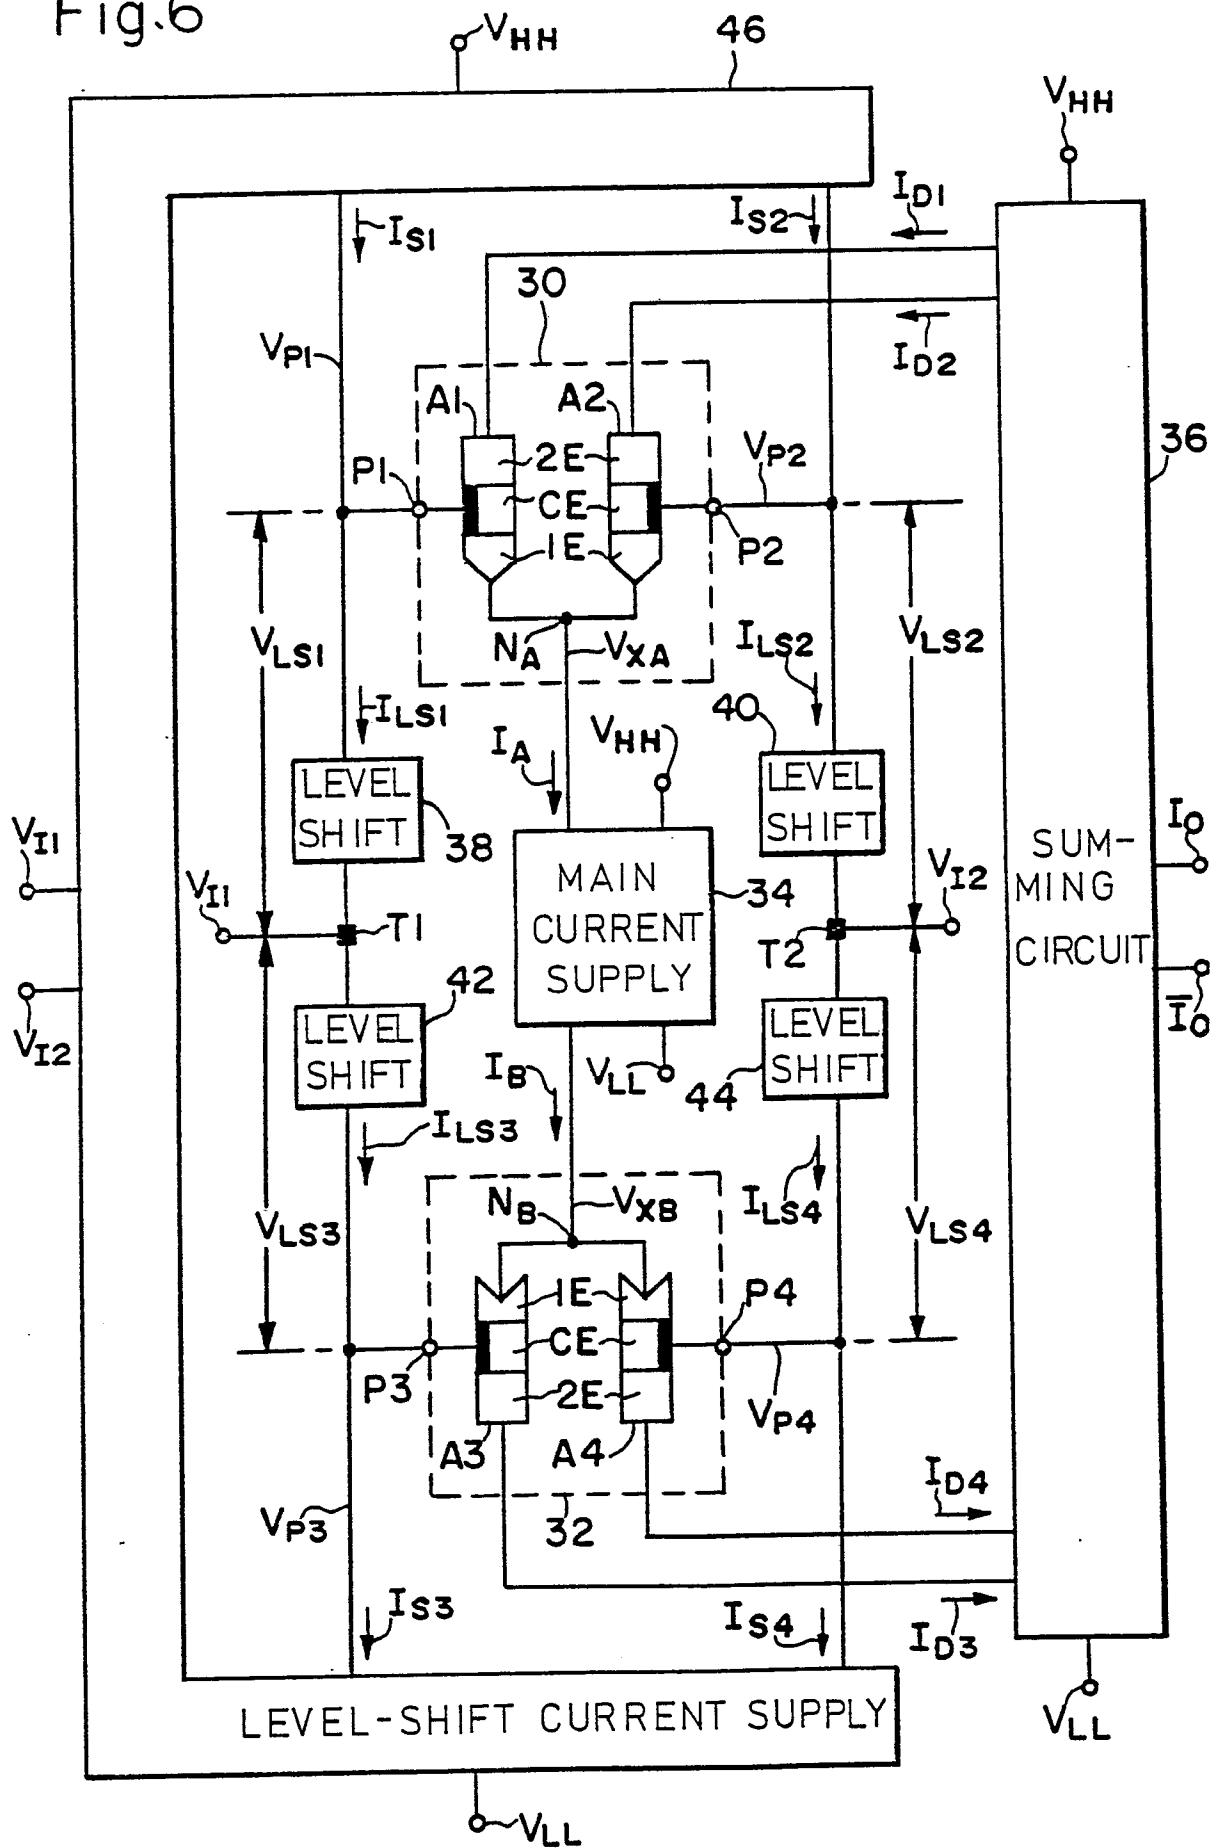 Fig.6
VHH
46
VHH
IS1
IS2
ID1
30
VP1
ID2
A1
A2
36
2E
VP2
P1
CE
1E
P2
NA
VXA
ILS2
VLS1
VLS2
ILS1
40
IA
VHH
LEVEL
SHIFT
38
LEVEL
SHIFT
IO
VI1
SUM-
MING
CIRCUIT
MAIN
CURRENT
SUPPLY
34
VI1
VI2
T1
T2
42
IO
VI2
LEVEL
SHIFT
LEVEL
SHIFT
IB
VLL
44
ILS3
NB
VXB
ILS4
VLS3
VLS4
1E
P4
CE
P3
2E
VP4
A3
A4
ID4
VP3
32
IS3
IS4
ID3
LEVEL-SHIFT CURRENT SUPPLY
VLL
VLL